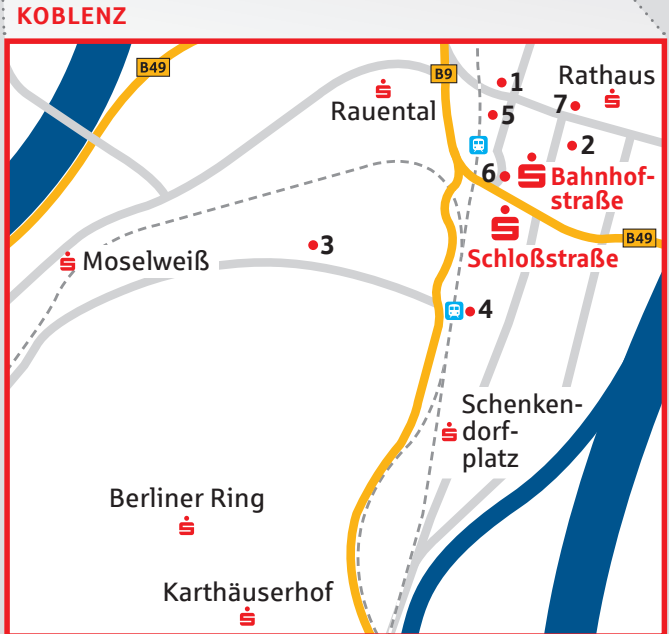 KOBLENZ
B49
B9
1
Rathaus
Rauental
7
5
2
6
Bahnhof-
straße
B49
Schloßstraße
3
Moselweiß
4
Schenken-
dorf-
platz
Berliner Ring
Karthäuserhof